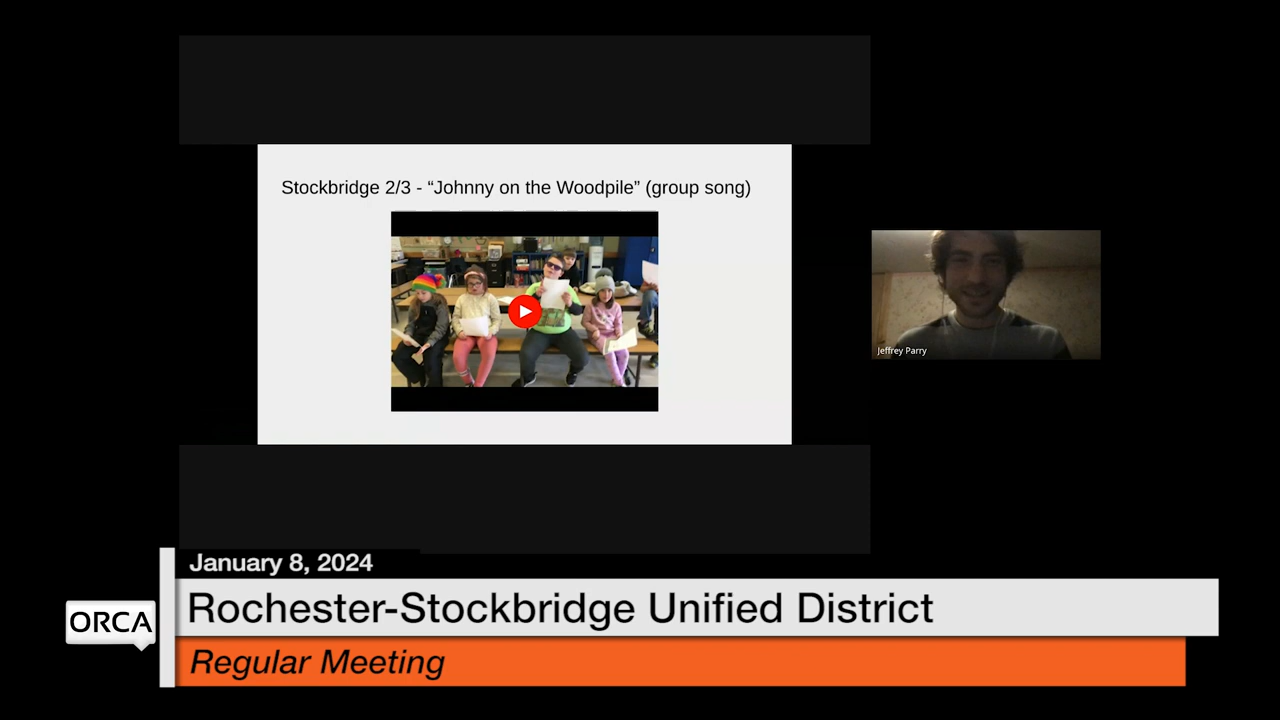 Stockbridge 2/3 - “Johnny on the Woodpile” (group song)
Jeffrey Parry
January 8, 2024
ORCA
Rochester-Stockbridge Unified District
Regular Meeting